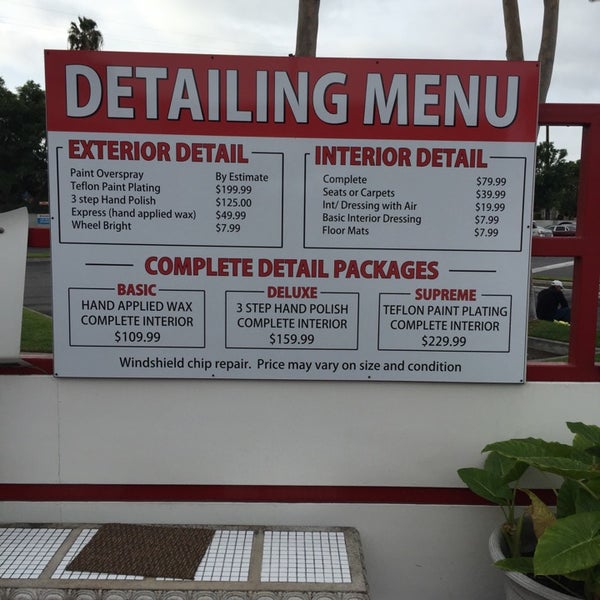 DETAILING MENU
EXTERIOR DETAIL
Paint Overspray By Estimate
Teflon Paint Plating $199.99
3 step Hand Polish $125.00
Express (hand applied wax) $49.99
Wheel Bright $7.99
INTERIOR DETAIL
Complete $79.99
Seats or Carpets $39.99
Int/ Dressing with Air $19.99
Basic Interior Dressing $7.99
Floor Mats $7.99
COMPLETE DETAIL PACKAGES
BASIC
HAND APPLIED WAX
COMPLETE INTERIOR
$109.99
DELUXE
3 STEP HAND POLISH
COMPLETE INTERIOR
$159.99
SUPREME
TEFLON PAINT PLATING
COMPLETE INTERIOR
$229.99
Windshield chip repair. Price may vary on size and condition